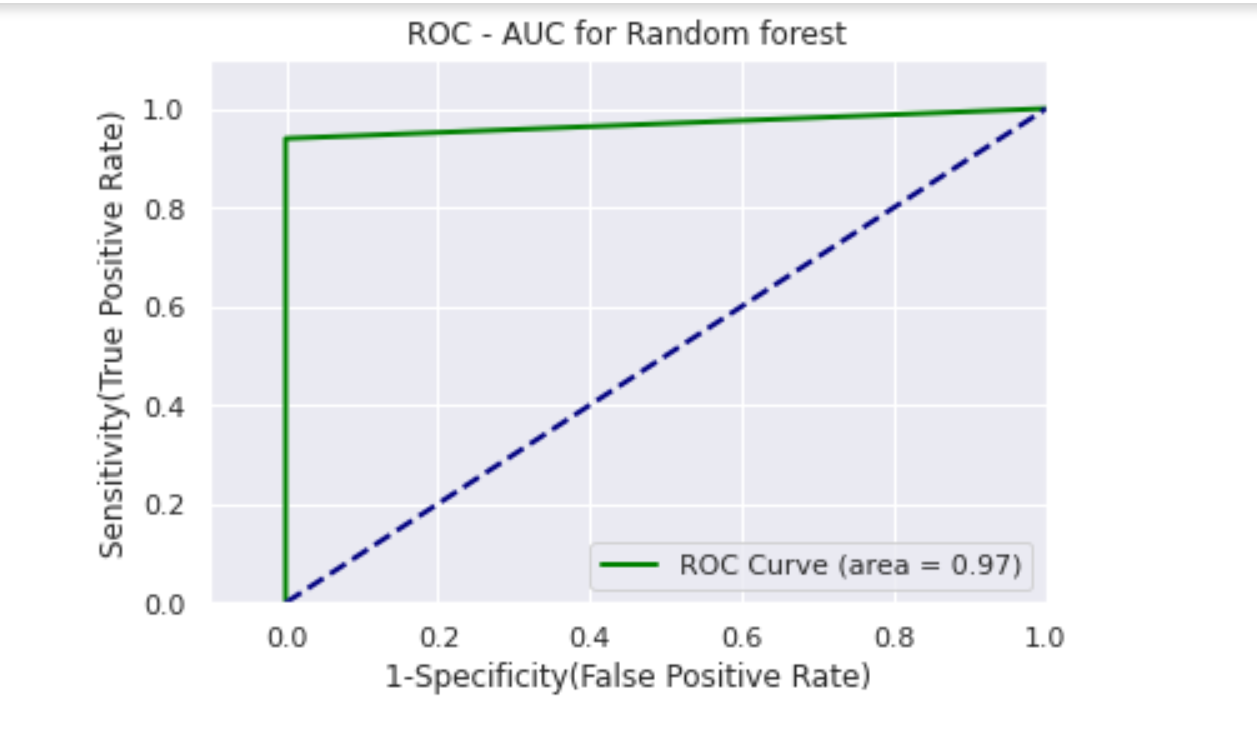 ROC - AUC for Random forest
Sensitivity(True Positive Rate)
1.0
0.8
0.6
0.4
0.2
0.0
ROC Curve (area = 0.97)
0.0 0.2 0.4 0.6 0.8 1.0
1-Specificity(False Positive Rate)